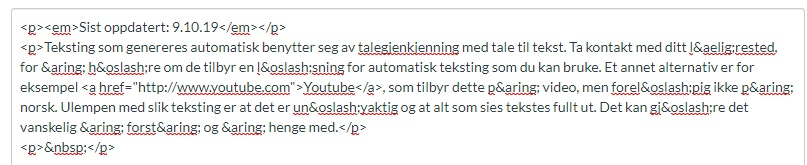 <p><em>Sist oppdatert: 9.10.19</em></p>
<p>Teksting som genereres automatisk benytter seg av talegjenkjenning med tale til tekst. Ta kontakt med ditt l&aelig;rested,
for &aring; h&oslash;re om de tilbyr en l&oslash;sning for automatisk teksting som du kan bruke. Et annet alternativ er for
eksempel <a href="http://www.youtube.com">Youtube</a>, som tilbyr dette p&aring; video, men forel&oslash;pig ikke p&aring;
norsk. Ulempen med slik teksting er at det er un&oslash;yaktig og at alt som sies tekstes fullt ut. Det kan gj&oslash;re det
vanskelig &aring; forst&aring; og &aring; henge med.</p>
<p>&nbsp;</p>